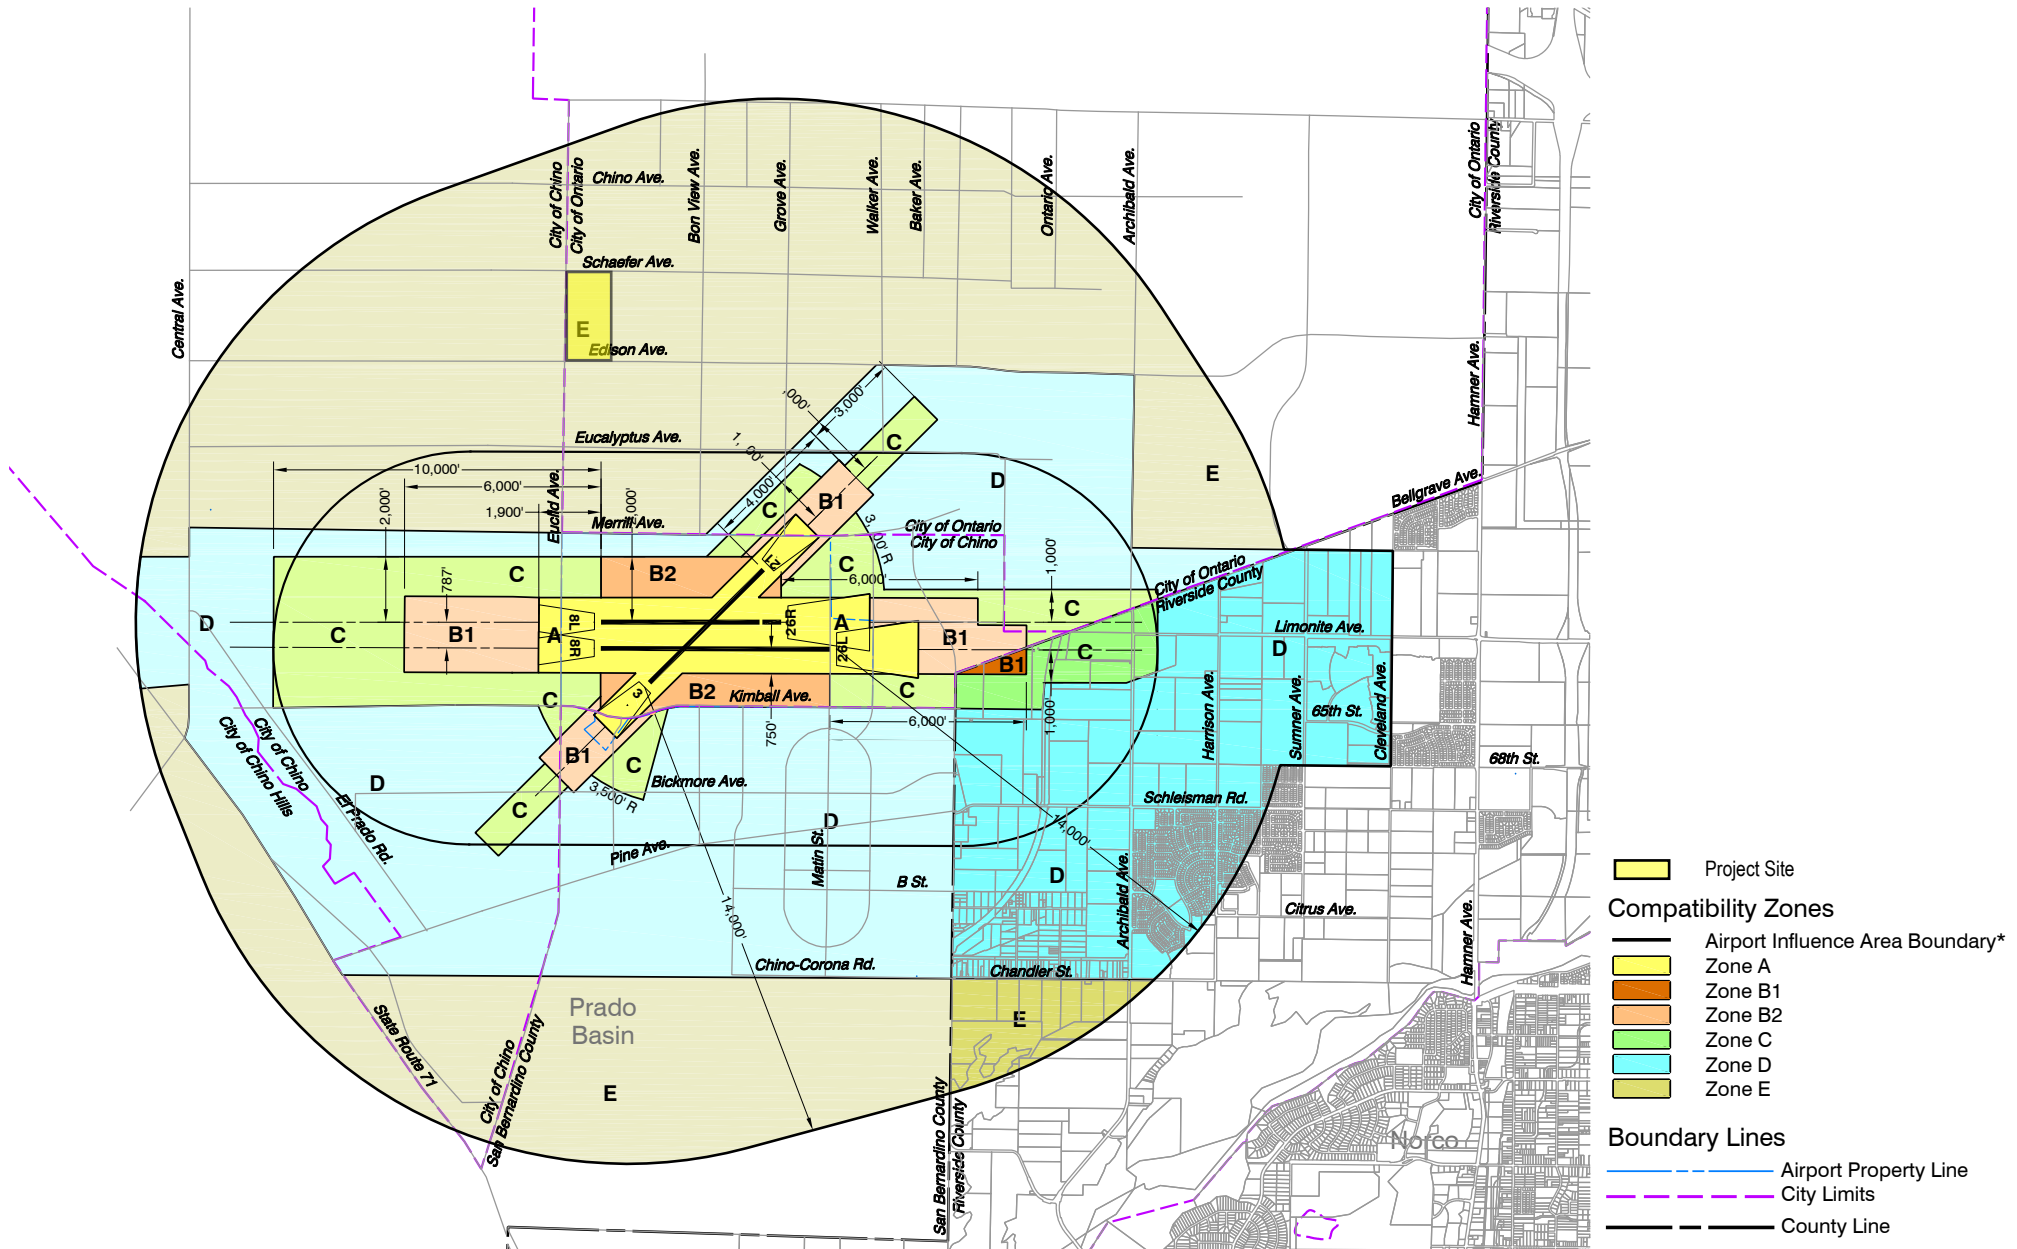 City of Chino
City of Ontario
Chino Ave.
Bon View Ave.
Grove Ave.
Walker Ave.
Baker Ave.
Ontario Ave.
Archibald Ave.
City of Ontario
Riverside County
Schaefer Ave.
Central Ave.
E
Edison Ave.
Hamner Ave.
,000'
3,000'
Eucalyptus Ave.
C
10,000'
6,000'
1,900'
2,000'
Euclid Ave.
Merrill Ave.
4,000'
B1
C
D
E
Bellgrave Ave.
City of Ontario
City of Chino
C
B2
21
C
6,000'
1,000'
City of Ontario
Riverside County
787'
D
C
B1
A
8L
8R
26R
26L
A
B1
B1
C
C
Limonite Ave.
D
C
3
B2
Kimball Ave.
C
6,000'
1,000'
750'
Harrison Ave.
Sumner Ave.
65th St.
Cleveland Ave.
68th St.
City of Chino
City of Chino Hills
El Prado Rd.
D
B1
C
3,500' R
Bickmore Ave.
C
Pine Ave.
D
Matin St.
B St.
14,000'
14,000'
Schleisman Rd.
D
Archibald Ave.
Citrus Ave.
Hamner Ave.
Chino-Corona Rd.
Chandler St.
Prado
Basin
State Route 71
City of Chino
San Bernardino County
E
E
San Bernardino County
Riverside County
Norco
Project Site
Compatibility Zones
Airport Influence Area Boundary*
Zone A
Zone B1
Zone B2
Zone C
Zone D
Zone E
Boundary Lines
Airport Property Line
City Limits
County Line